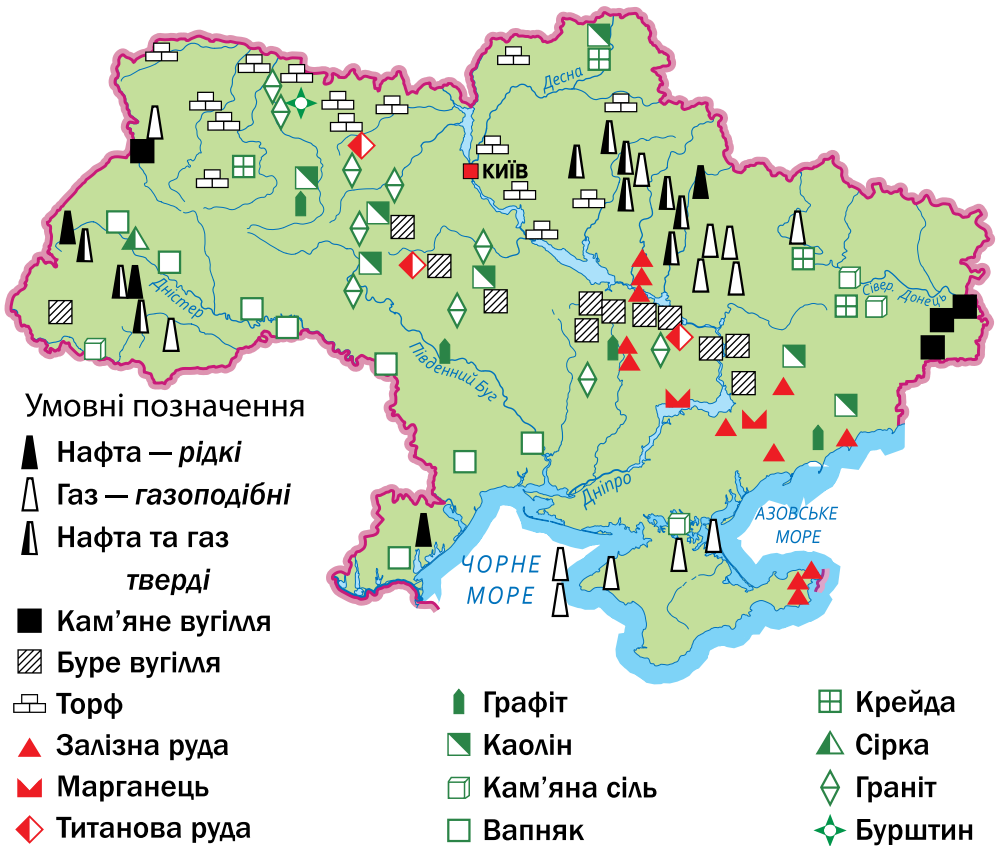 Десна
КИЇВ
Дністер
Сівер. Донець
Південний Буг
Дніпро
АЗОВСЬКЕ
МОРЕ
ЧОРНЕ
МОРЕ
Умовні позначення
Нафта — рідкі
Газ — газоподібні
Нафта та газ
тверді
Кам’яне вугілля
Буре вугілля
Торф
Залізна руда
Марганець
Титанова руда
Графіт
Каолін
Кам’яна сіль
Вапняк
Крейда
Сірка
Граніт
Бурштин